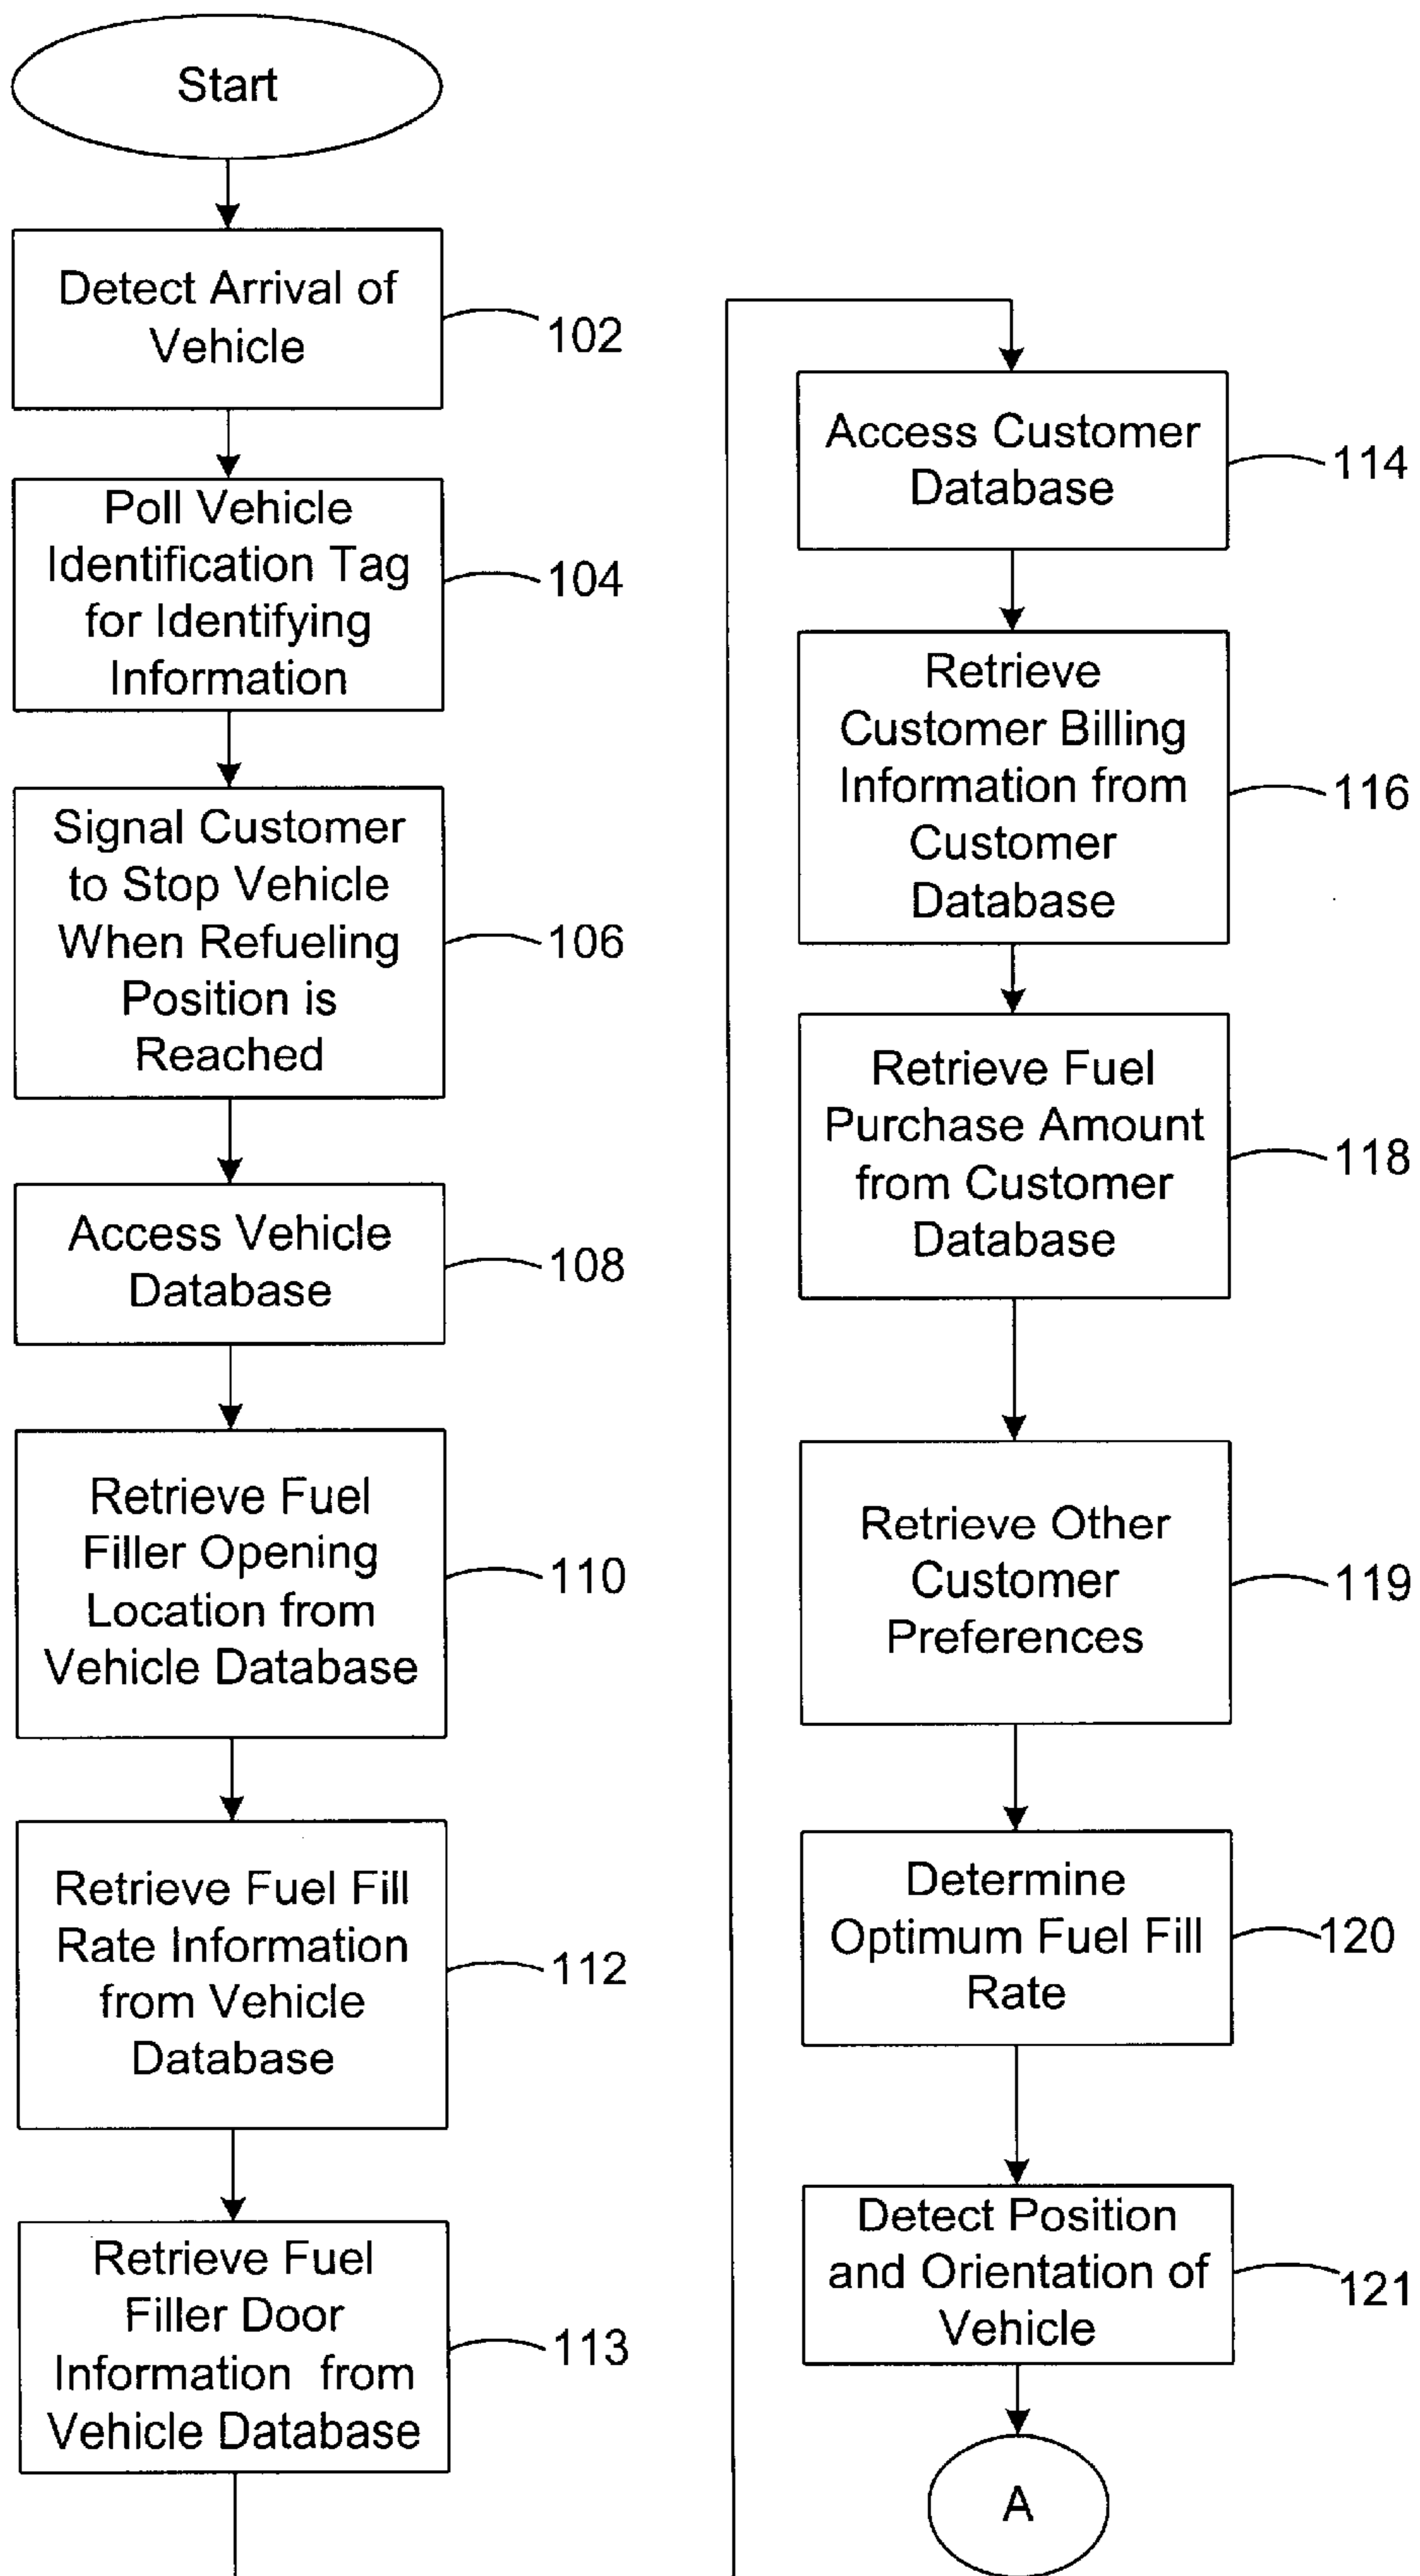 Start
Detect Arrival of
Vehicle
102
Poll Vehicle
Identification Tag
for Identifying
Information
104
Signal Customer
to Stop Vehicle
When Refueling
Position is
Reached
106
Access Vehicle
Database
108
Retrieve Fuel
Filler Opening
Location from
Vehicle Database
110
Retrieve Fuel Fill
Rate Information
from Vehicle
Database
112
Retrieve Fuel
Filler Door
Information from
Vehicle Database
113
Access Customer
Database
114
Retrieve
Customer Billing
Information from
Customer
Database
116
Retrieve Fuel
Purchase Amount
from Customer
Database
118
Retrieve Other
Customer
Preferences
119
Determine
Optimum Fuel Fill
Rate
120
Detect Position
and Orientation of
Vehicle
121
A